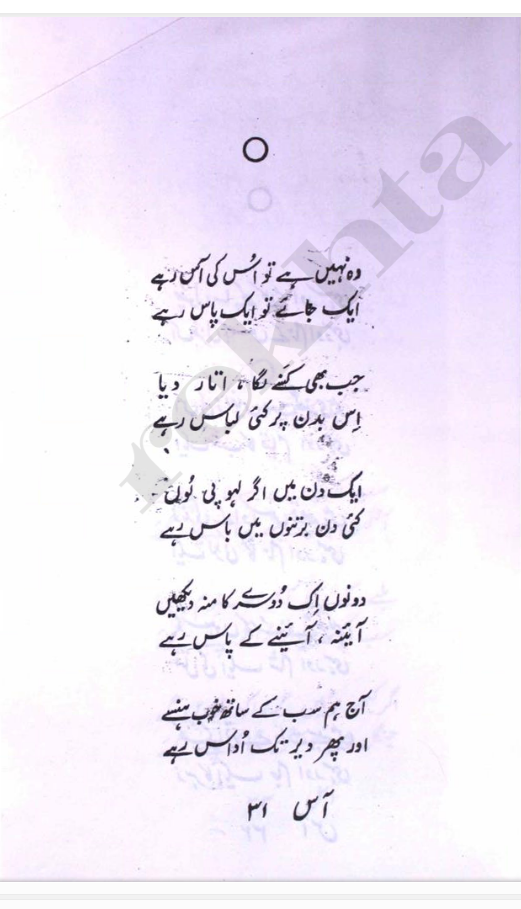 وہ نہیں ہے تو اُس کی آس رہے
ایک جائے تو ایک پاس رہے
جب بھی کسَنے لگا ، اتار دیا
اِس بدن پر کئی لباس رہے
ایک دن میں اگر لہو پی لوں
کئی دن برتنوں میں باس رہے
دونوں اِک دُوسرے کا منہ دیکھیں
آئینہ ، آئینے کے پاس رہے
آج ہم سب کے ساتھ خوب ہنسے
اور پھر دیر تک اُداس رہے
آس ۳۱
rekhta